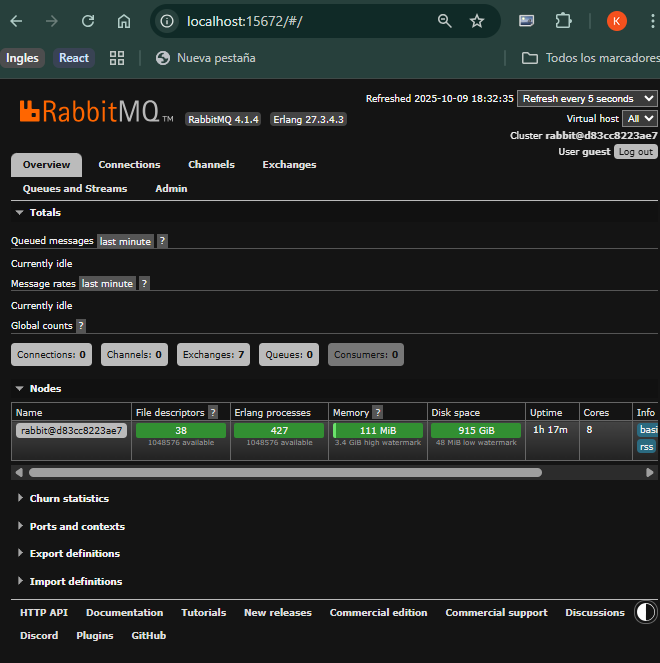 localhost:15672/#/
K
Ingles React Nueva pestaña Todos los marcadores
Refreshed 2025-10-09 18:32:35 Refresh every 5 seconds
RabbitMQ TM RabbitMQ 4.1.4 Erlang 27.3.4.3
Virtual host All
Cluster rabbit@d83cc8223ae7
User guest Log out
Overview Connections Channels Exchanges
Queues and Streams Admin
Totals
Queued messages last minute ?
Currently idle
Message rates last minute ?
Currently idle
Global counts ?
Connections: 0 Channels: 0 Exchanges: 7 Queues: 0 Consumers: 0
Nodes
Name File descriptors ? Erlang processes Memory ? Disk space Uptime Cores Info
rabbit@d83cc8223ae7 38 427 111 MiB 915 GiB 1h 17m 8 basi
1048576 available 1048576 available 3.4 GiB high watermark 48 MiB low watermark rss
Churn statistics
Ports and contexts
Export definitions
Import definitions
HTTP API Documentation Tutorials New releases Commercial edition Commercial support Discussions
Discord Plugins GitHub